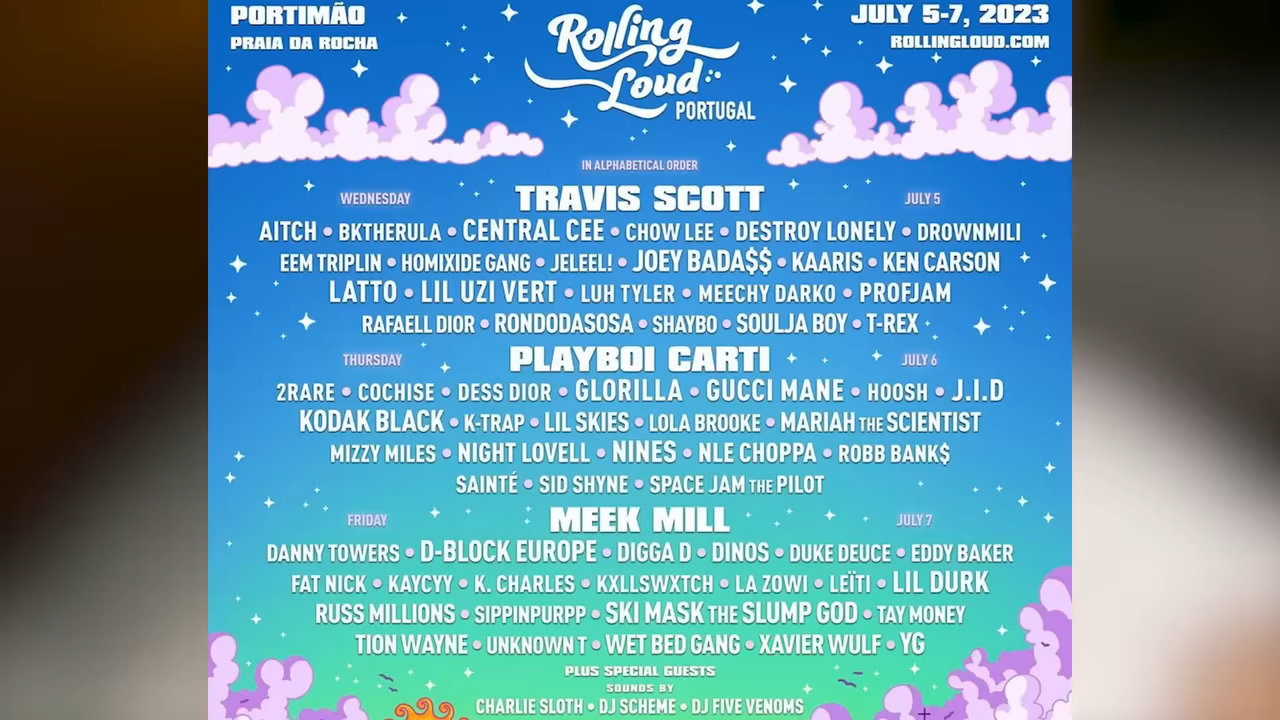 PORTIMÃO
PRAIA DA ROCHA
Rolling
Loud
PORTUGAL
JULY 5-7, 2023
ROLLINGLOUD.COM
IN ALPHABETICAL ORDER
WEDNESDAY TRAVIS SCOTT JULY 5
AITCH • BKTHERULA • CENTRAL CEE • CHOW LEE • DESTROY LONELY • DROWNMILI
EEM TRIPLIN • HOMIXIDE GANG • JELEEL! • JOEY BADA$$ • KAARIS • KEN CARSON
LATTO • LIL UZI VERT • LUH TYLER • MEECHY DARKO • PROFJAM
RAFAELL DIOR • RONDODASOSA • SHAYBO • SOULJA BOY • T-REX
THURSDAY PLAYBOI CARTI JULY 6
2RARE • COCHISE • DESS DIOR • GLORILLA • GUCCI MANE • HOOSH • J.I.D
KODAK BLACK • K-TRAP • LIL SKIES • LOLA BROOKE • MARIAH THE SCIENTIST
MIZZY MILES • NIGHT LOVELL • NINES • NLE CHOPPA • ROBB BANK$
SAINTÉ • SID SHYNE • SPACE JAM THE PILOT
FRIDAY MEEK MILL JULY 7
DANNY TOWERS • D-BLOCK EUROPE • DIGGA D • DINOS • DUKE DEUCE • EDDY BAKER
FAT NICK • KAYCYY • K. CHARLES • KXLLSWXTCH • LA ZOWI • LEÏTI • LIL DURK
RUSS MILLIONS • SIPPINPURPP • SKI MASK THE SLUMP GOD • TAY MONEY
TION WAYNE • UNKNOWN T • WET BED GANG • XAVIER WULF • YG
PLUS SPECIAL GUESTS
SOUNDS BY
CHARLIE SLOTH • DJ SCHEME • DJ FIVE VENOMS